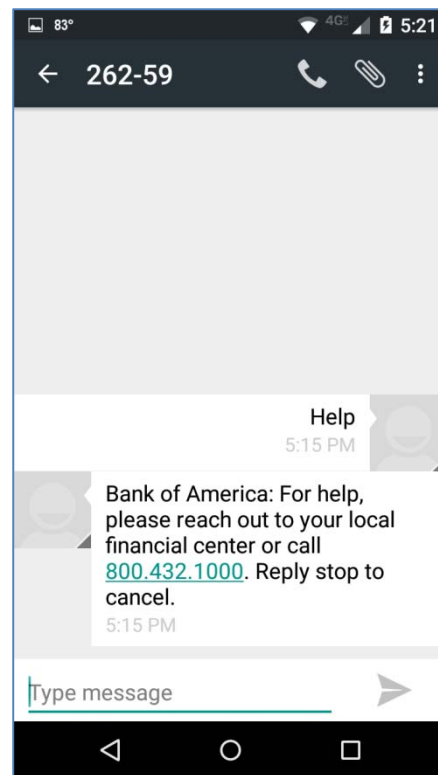 83°
4G
5:21
262-59
Help
5:15 PM
Bank of America: For help,
please reach out to your local
financial center or call
800.432.1000. Reply stop to
cancel.
5:15 PM
Type message